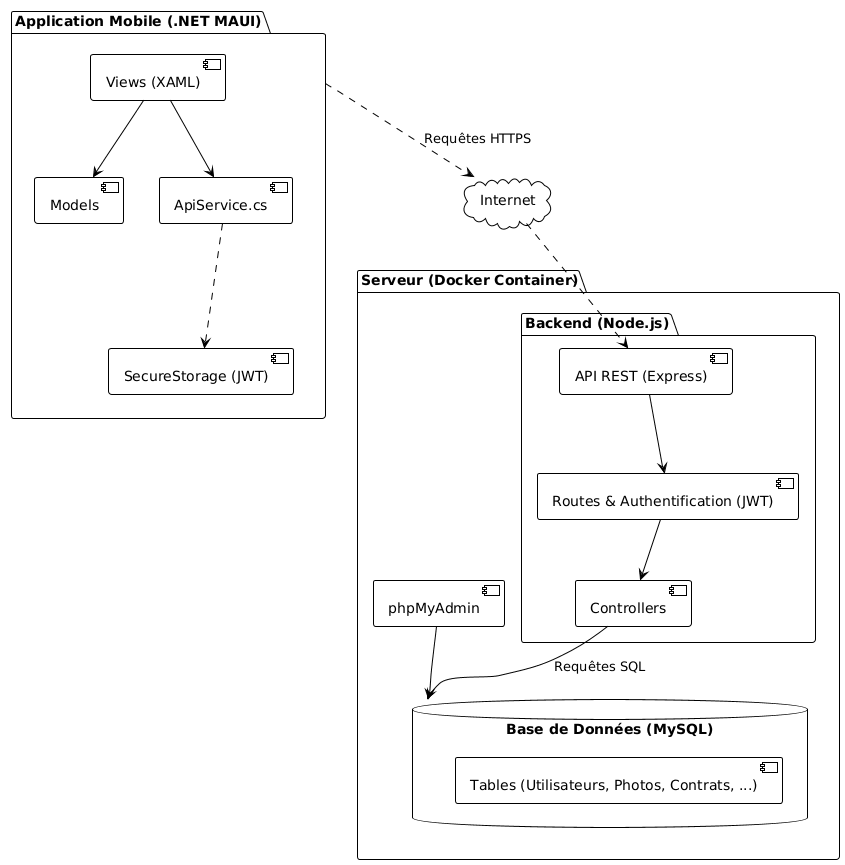 Application Mobile (.NET MAUI)
Views (XAML)
Requêtes HTTPS
Models
ApiService.cs
Internet
Serveur (Docker Container)
Backend (Node.js)
API REST (Express)
SecureStorage (JWT)
Routes & Authentification (JWT)
phpMyAdmin
Controllers
Requêtes SQL
Base de Données (MySQL)
Tables (Utilisateurs, Photos, Contrats, ...)